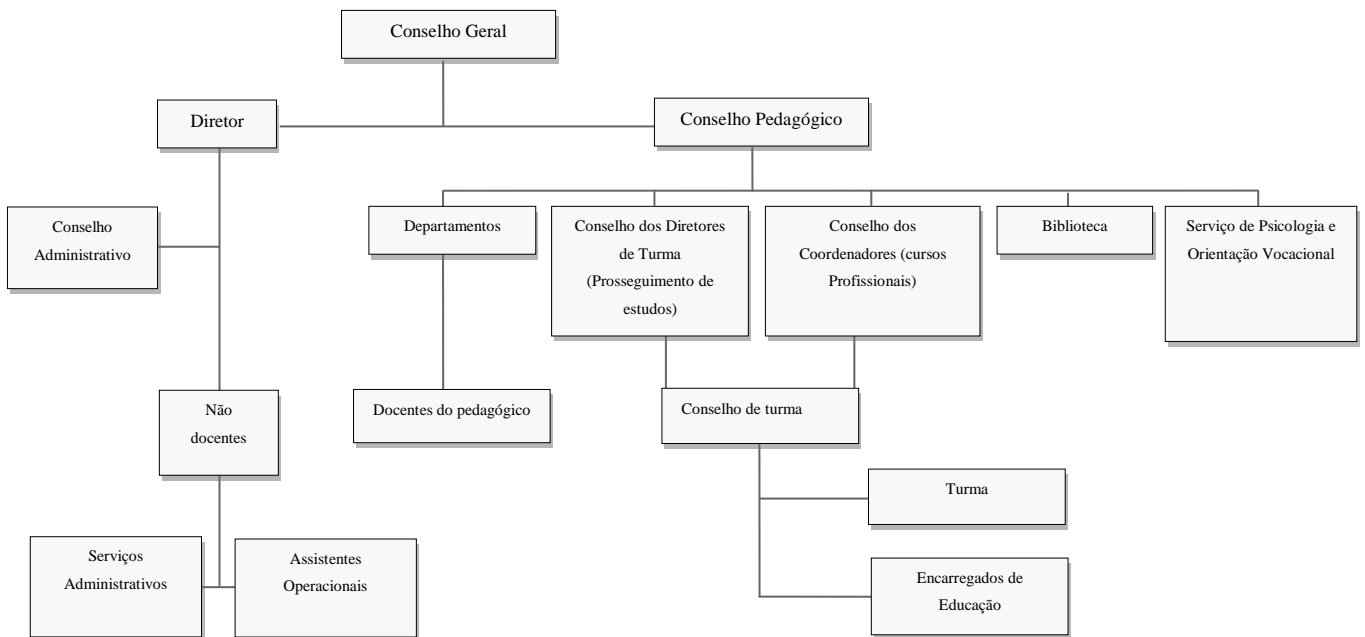 Conselho Geral
Diretor
Conselho Pedagógico
Conselho
Administrativo
Departamentos
Conselho dos Diretores
de Turma
(Prosseguimento de
estudos)
Conselho dos
Coordenadores (cursos
Profissionais)
Biblioteca
Serviço de Psicologia e
Orientação Vocacional
Não
docentes
Docentes do pedagógico
Conselho de turma
Turma
Serviços
Administrativos
Assistentes
Operacionais
Encarregados de
Educação